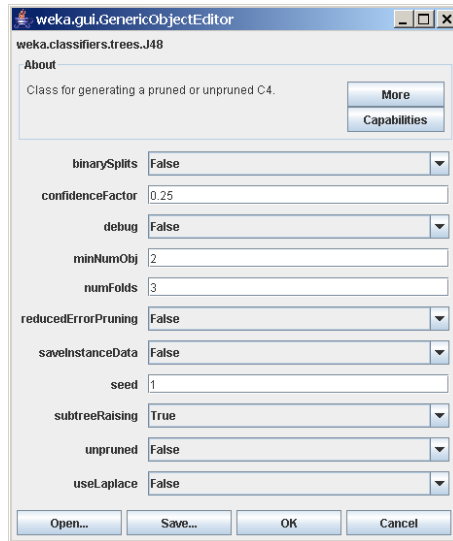 weka.gui.GenericObjectEditor
weka.classifiers.trees.J48
About
Class for generating a pruned or unpruned C4.
More
Capabilities
binarySplits False
confidenceFactor 0.25
debug False
minNumObj 2
numFolds 3
reducedErrorPruning False
saveInstanceData False
seed 1
subtreeRaising True
unpruned False
useLaplace False
Open... Save... OK Cancel